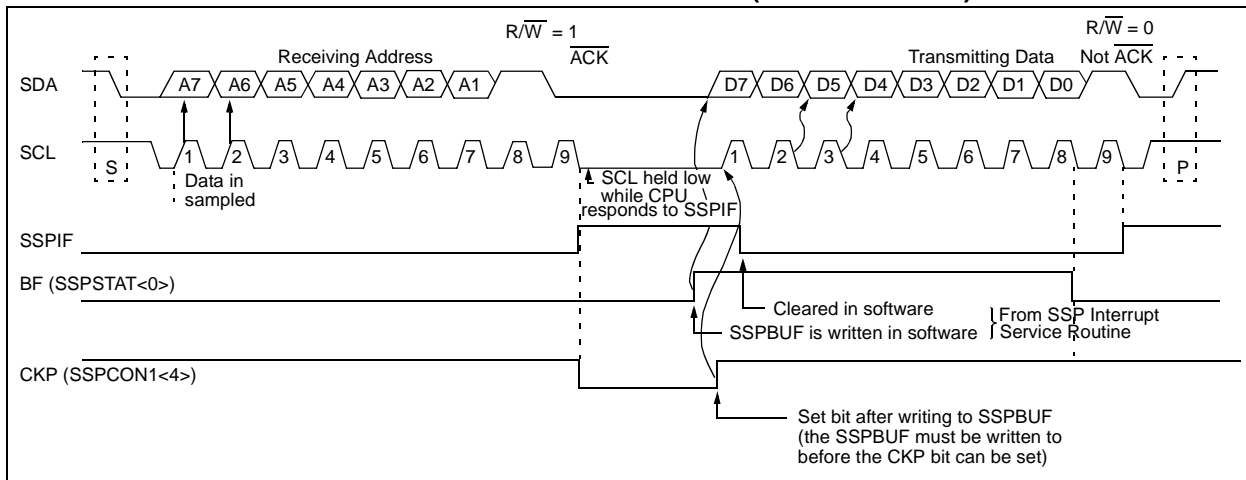 R/W = 1
R/W = 0
Receiving Address
ACK
Transmitting Data
Not ACK
SDA
A7 A6 A5 A4 A3 A2 A1
D7 D6 D5 D4 D3 D2 D1 D0
SCL
S
1 2 3 4 5 6 7 8 9
1 2 3 4 5 6 7 8 9
P
Data in
sampled
SCL held low
while CPU
responds to SSPIF
SSPIF
BF (SSPSTAT<0>)
Cleared in software
SSPBUF is written in software
From SSP Interrupt
Service Routine
CKP (SSPCON1<4>)
Set bit after writing to SSPBUF
(the SSPBUF must be written to
before the CKP bit can be set)